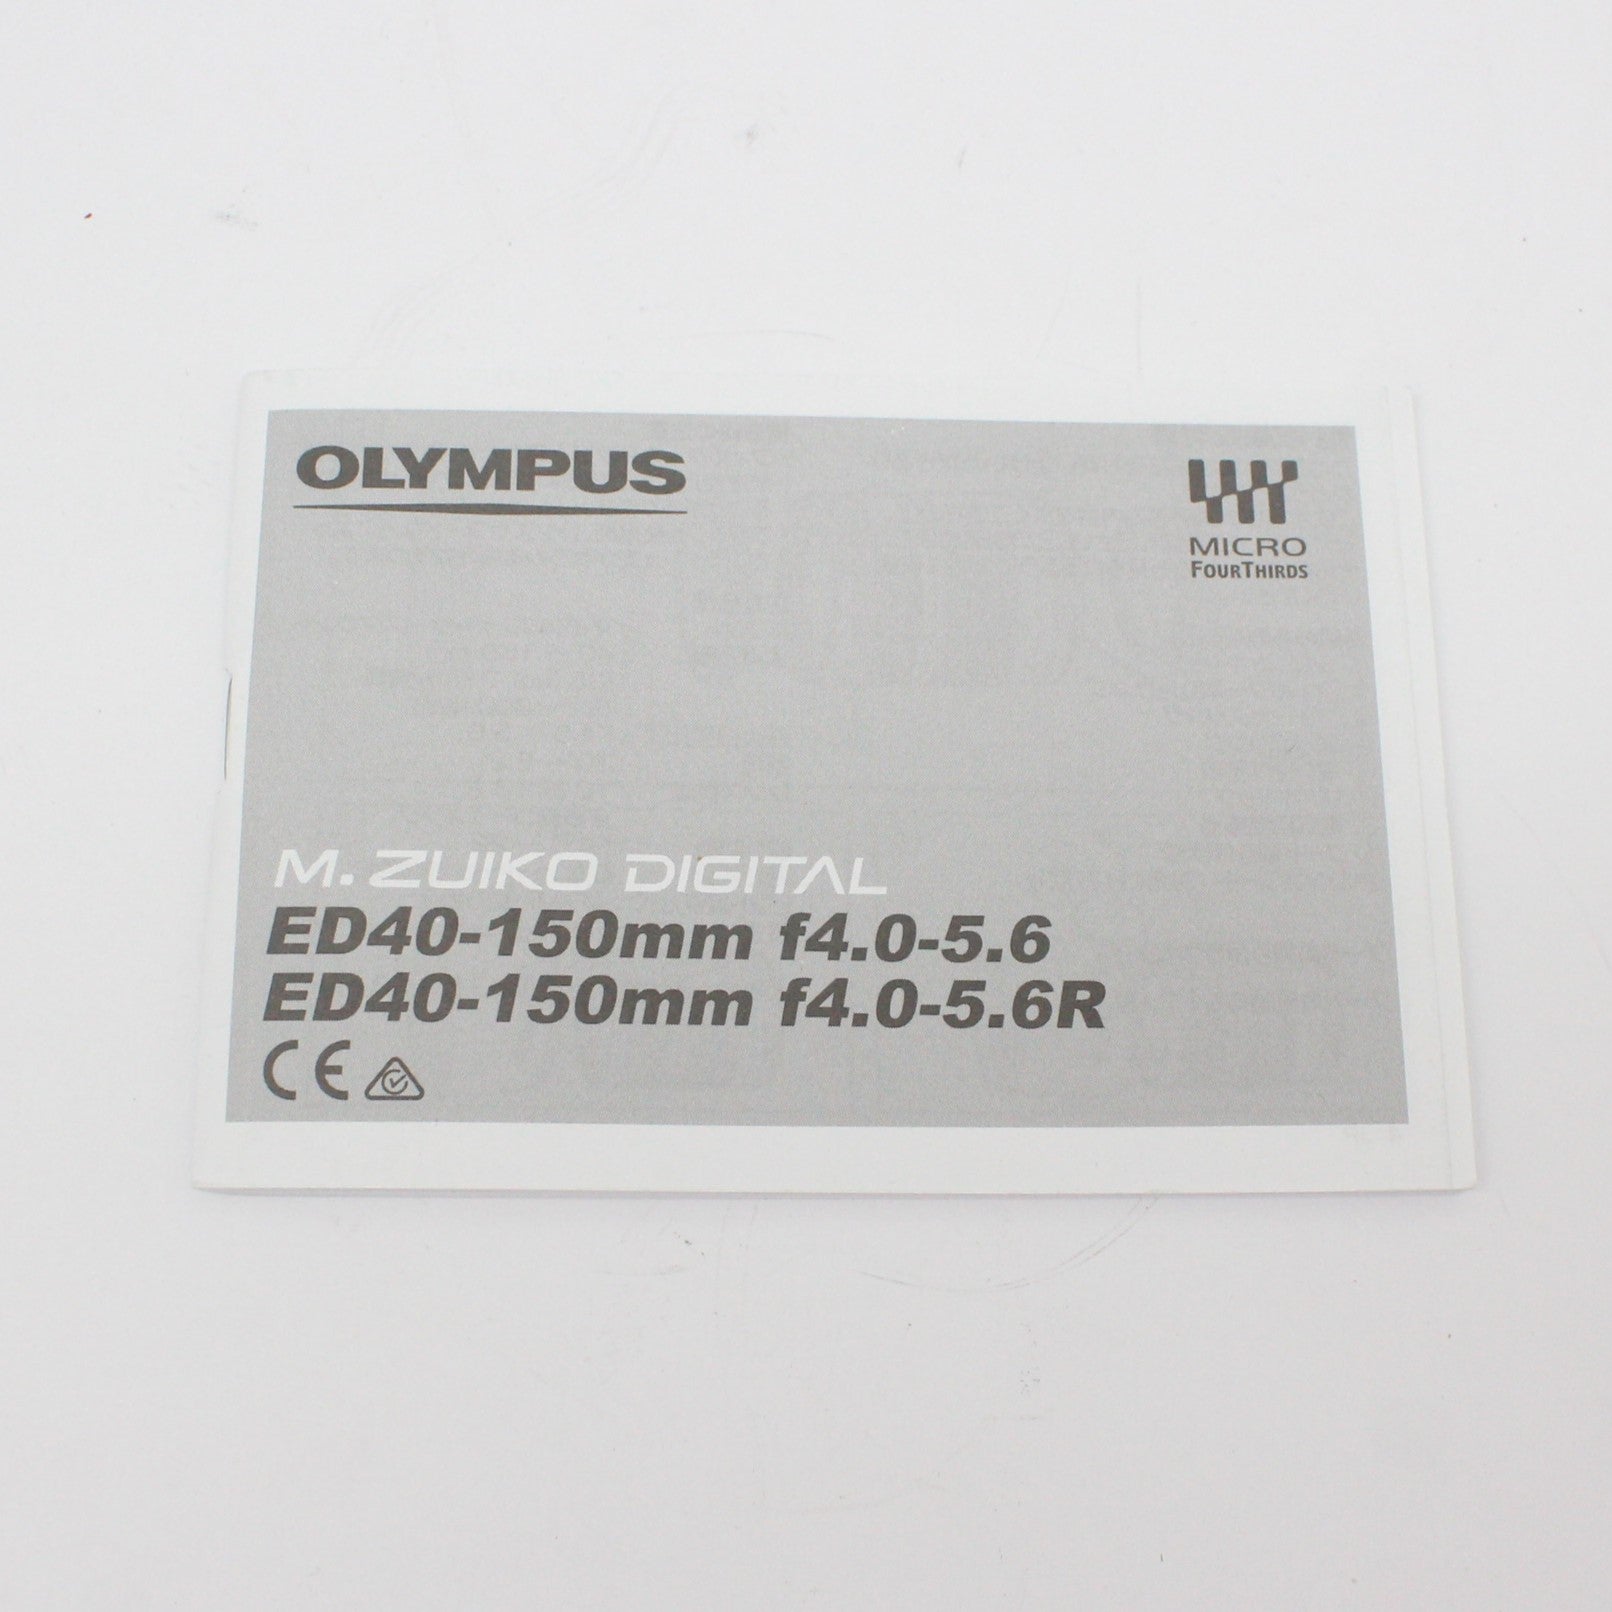 OLYMPUS
MICRO
FOURTHIRDS
M. ZUIKO DIGITAL
ED40-150mm f4.0-5.6
ED40-150mm f4.0-5.6R
CE